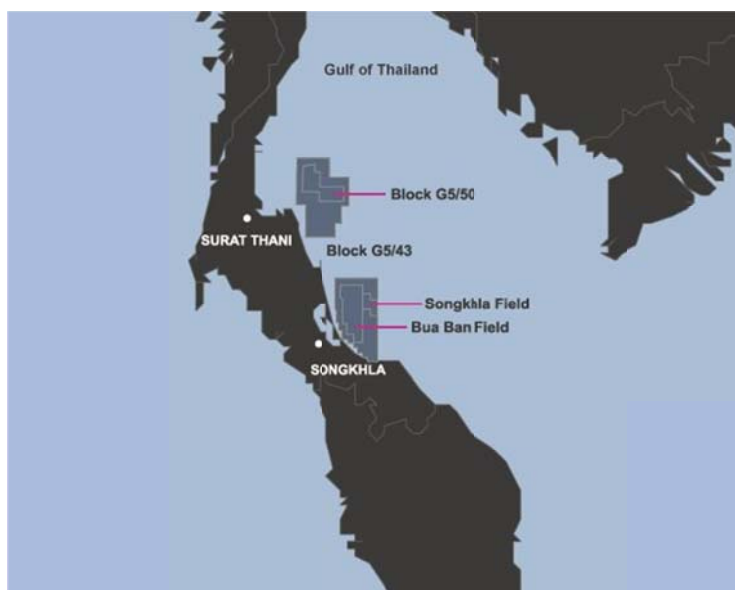 Gulf of Thailand
Block G5/50
SURAT THANI
Block G5/43
Songkhla Field
Bua Ban Field
SONGKHLA